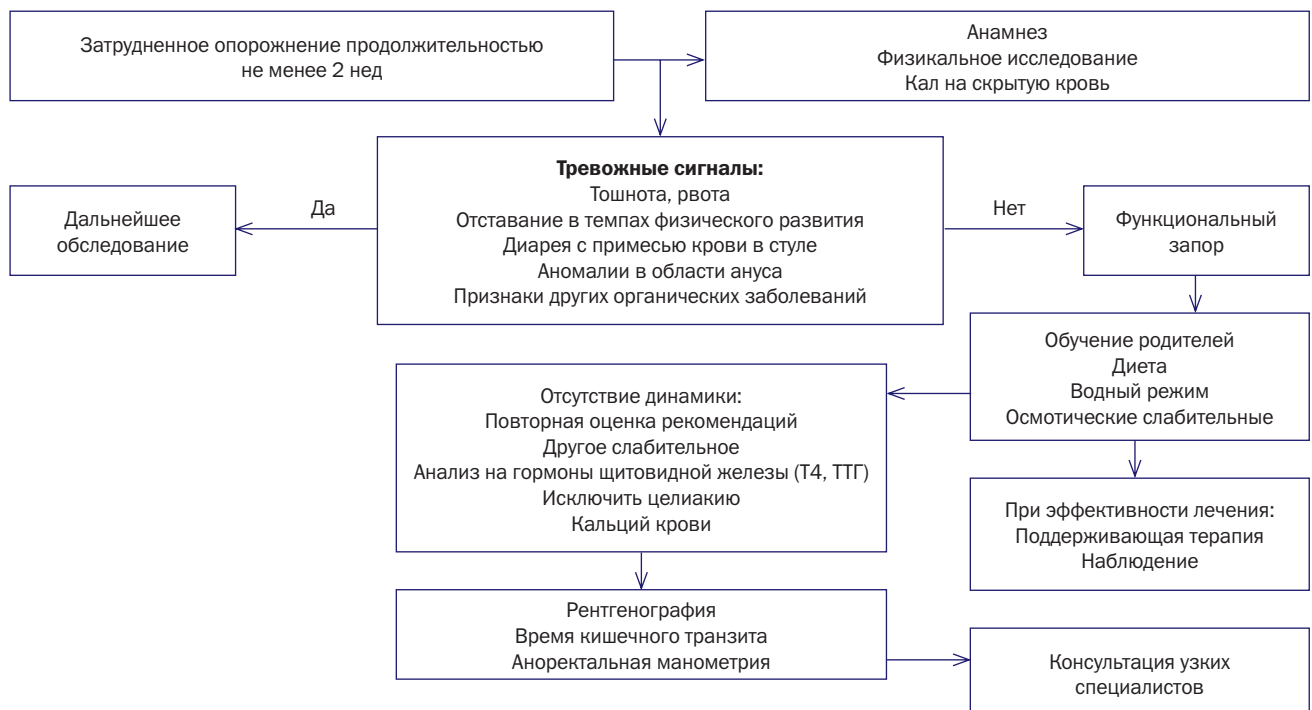 Затрудненное опорожнение продолжительностью
не менее 2 нед
Анамнез
Физикальное исследование
Кал на скрытую кровь
Тревожные сигналы:
Тошнота, рвота
Отставание в темпах физического развития
Диарея с примесью крови в стуле
Аномалии в области ануса
Признаки других органических заболеваний
Да
Дальнейшее
обследование
Нет
Функциональный
запор
Обучение родителей
Диета
Водный режим
Осмотические слабительные
Отсутствие динамики:
Повторная оценка рекомендаций
Другое слабительное
Анализ на гормоны щитовидной железы (Т4, ТТГ)
Исключить целиакию
Кальций крови
При эффективности лечения:
Поддерживающая терапия
Наблюдение
Рентгенография
Время кишечного транзита
Аноректальная манометрия
Консультация узких
специалистов